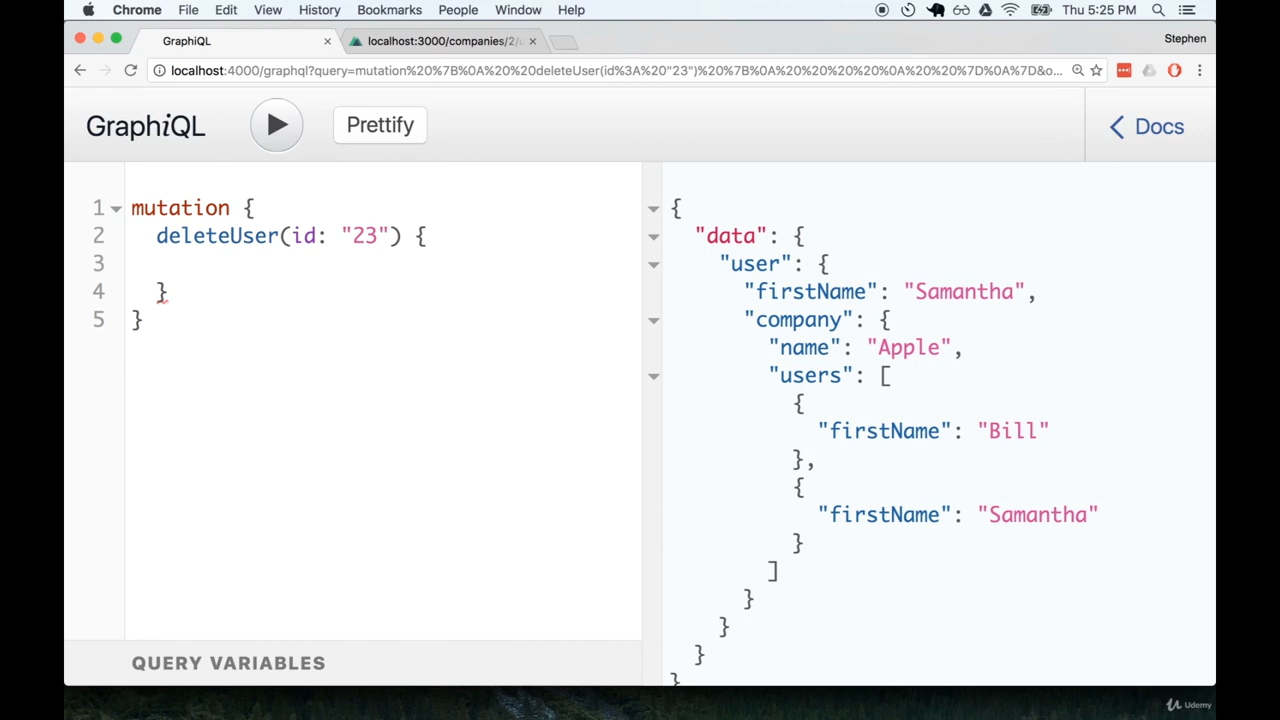 Chrome File Edit View History Bookmarks People Window Help Thu 5:25 PM
GraphiQL × localhost:3000/companies/2/u ×
Stephen
localhost:4000/graphql?query=mutation%20%7B%0A%20%20deleteUser(id%3A%20"23")%20%7B%0A%20%20%20%20%0A%20%20%7D%0A%7D&o...
GraphiQL Prettify Docs
1 mutation {
2 deleteUser(id: "23") {
3
4 }
5 }
{
"data": {
"user": {
"firstName": "Samantha",
"company": {
"name": "Apple",
"users": [
{
"firstName": "Bill"
},
{
"firstName": "Samantha"
}
]
}
}
}
}
QUERY VARIABLES
Udemy